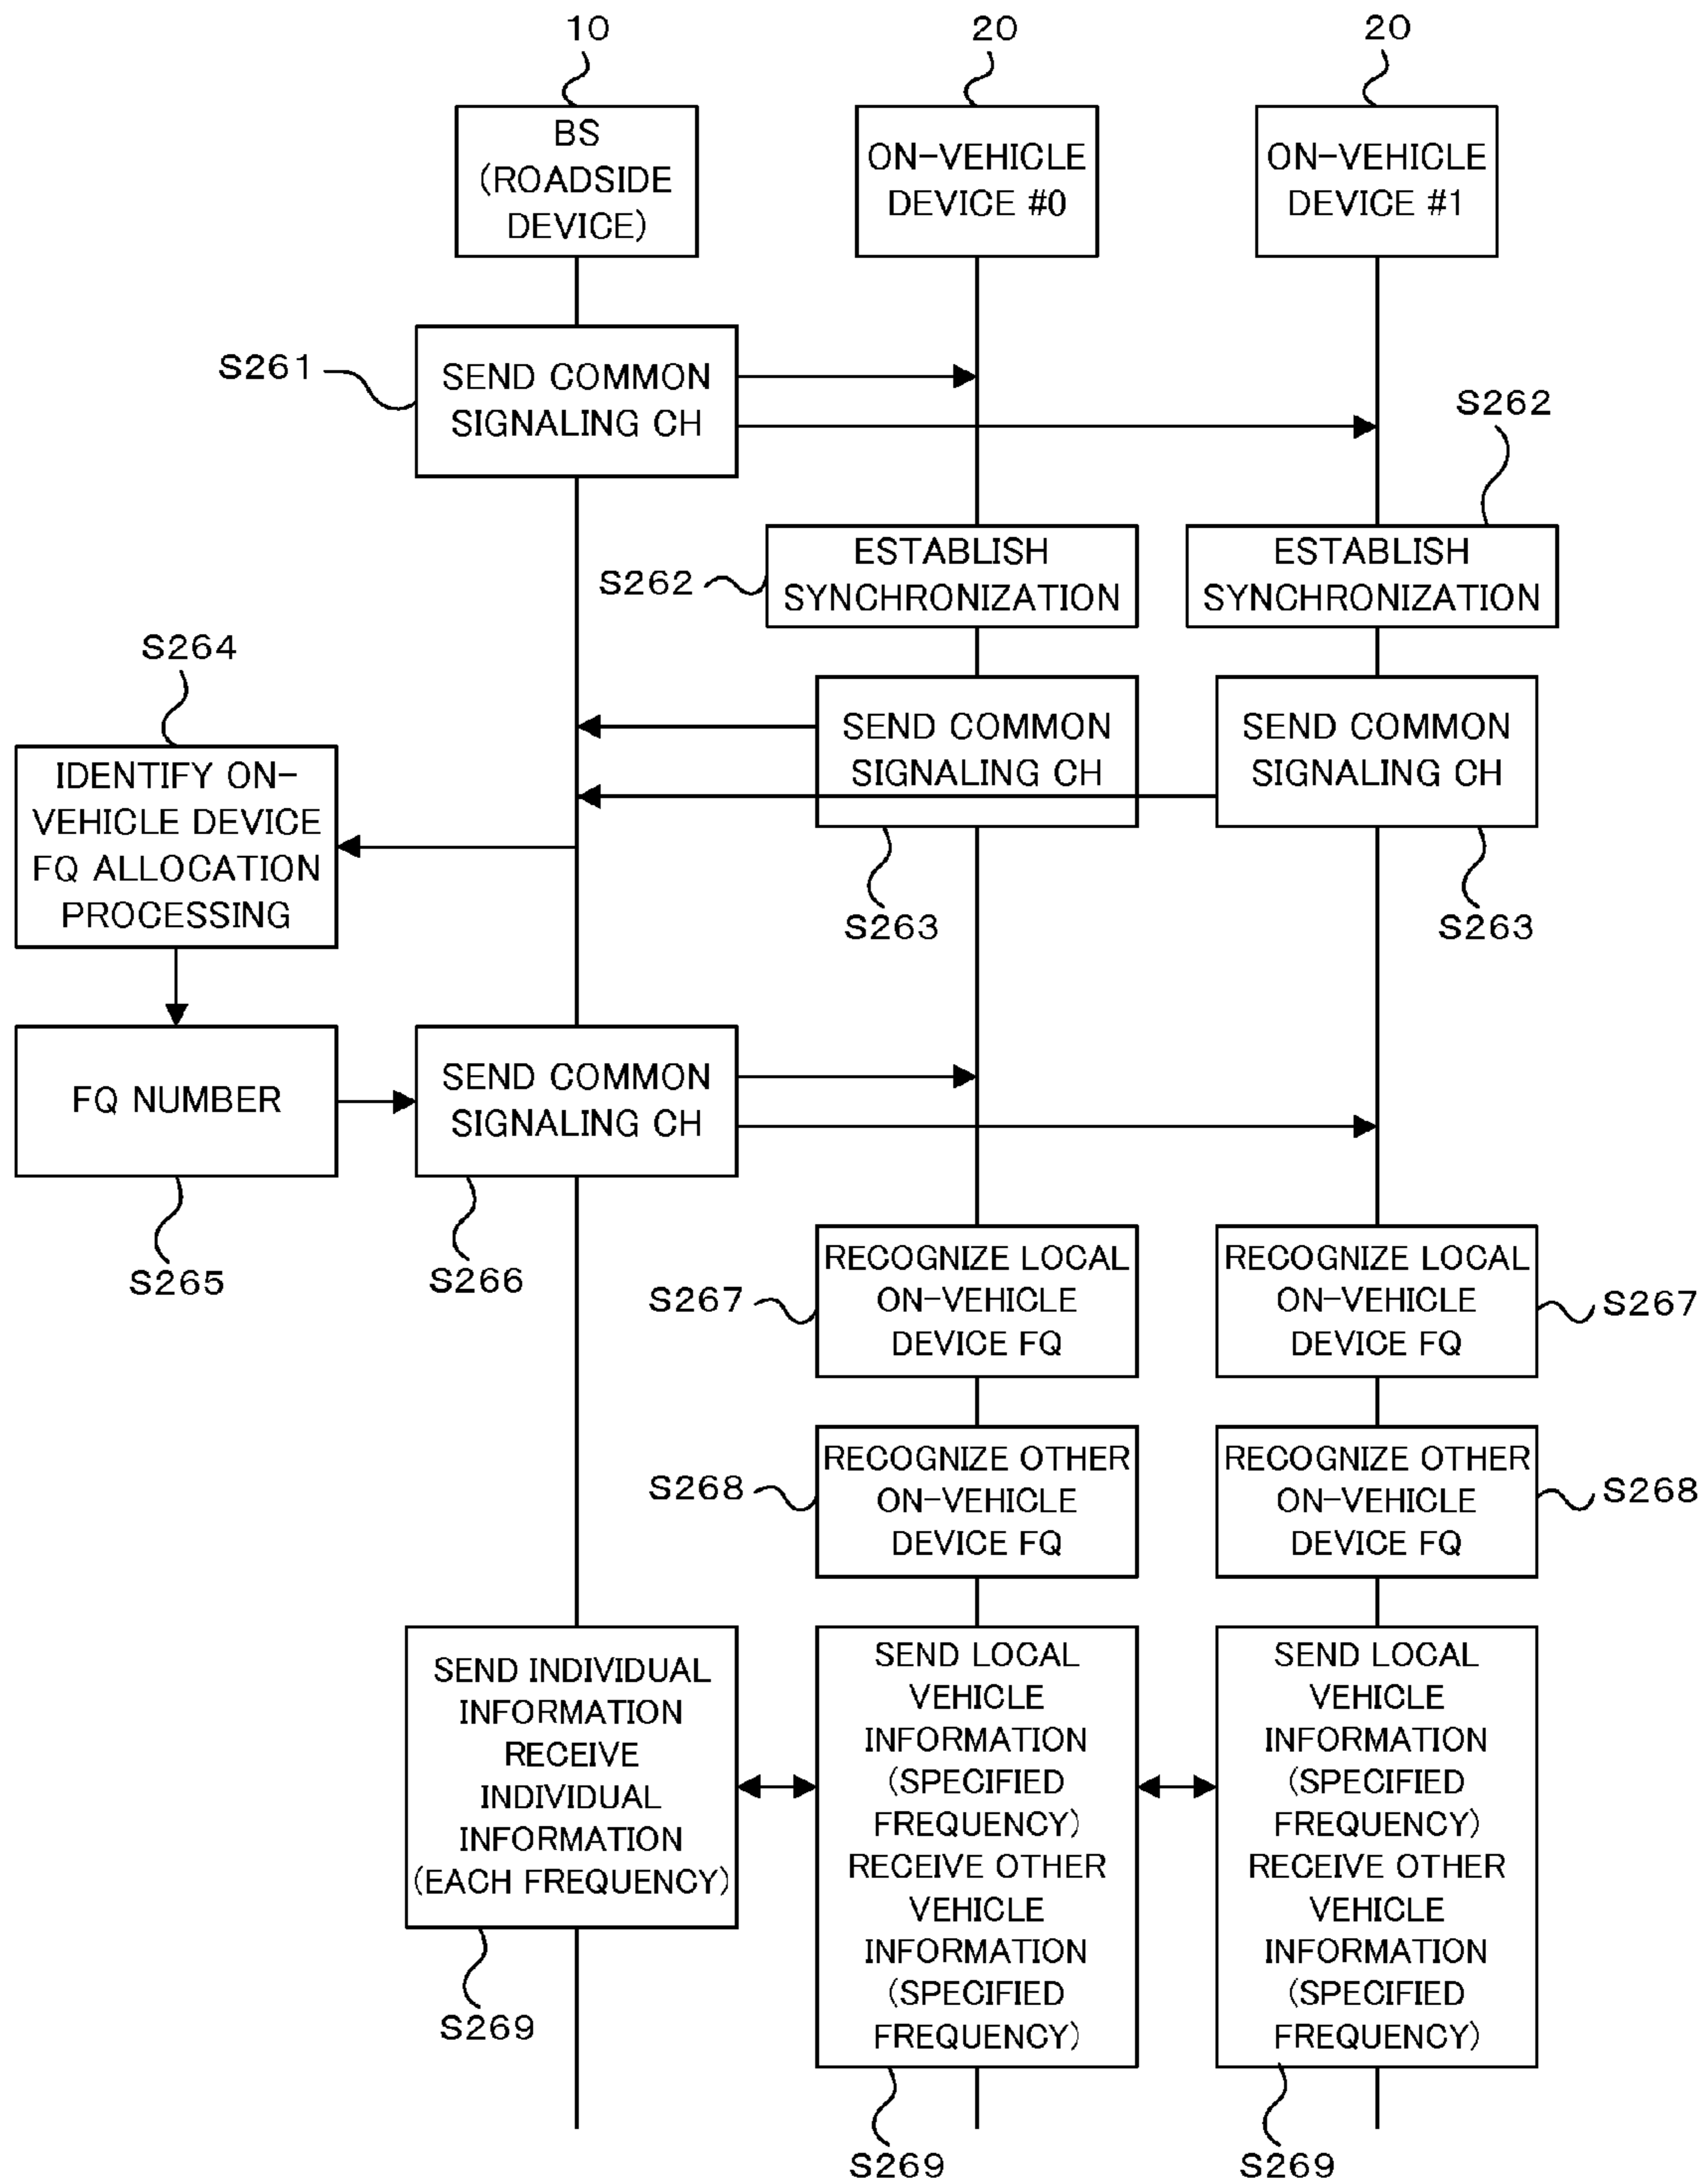 10
20
20
BS
(ROADSIDE
DEVICE)
ON-VEHICLE
DEVICE #0
ON-VEHICLE
DEVICE #1
S261
SEND COMMON
SIGNALING CH
S262
S262
ESTABLISH
SYNCHRONIZATION
ESTABLISH
SYNCHRONIZATION
S264
SEND COMMON
SIGNALING CH
SEND COMMON
SIGNALING CH
IDENTIFY ON-
VEHICLE DEVICE
FQ ALLOCATION
PROCESSING
S263
S263
FQ NUMBER
SEND COMMON
SIGNALING CH
S265
S266
S267
RECOGNIZE LOCAL
ON-VEHICLE
DEVICE FQ
RECOGNIZE LOCAL
ON-VEHICLE
DEVICE FQ
S267
S268
RECOGNIZE OTHER
ON-VEHICLE
DEVICE FQ
RECOGNIZE OTHER
ON-VEHICLE
DEVICE FQ
S268
SEND INDIVIDUAL
INFORMATION
RECEIVE
INDIVIDUAL
INFORMATION
(EACH FREQUENCY)
SEND LOCAL
VEHICLE
INFORMATION
(SPECIFIED
FREQUENCY)
RECEIVE OTHER
VEHICLE
INFORMATION
(SPECIFIED
FREQUENCY)
SEND LOCAL
VEHICLE
INFORMATION
(SPECIFIED
FREQUENCY)
RECEIVE OTHER
VEHICLE
INFORMATION
(SPECIFIED
FREQUENCY)
S269
S269
S269